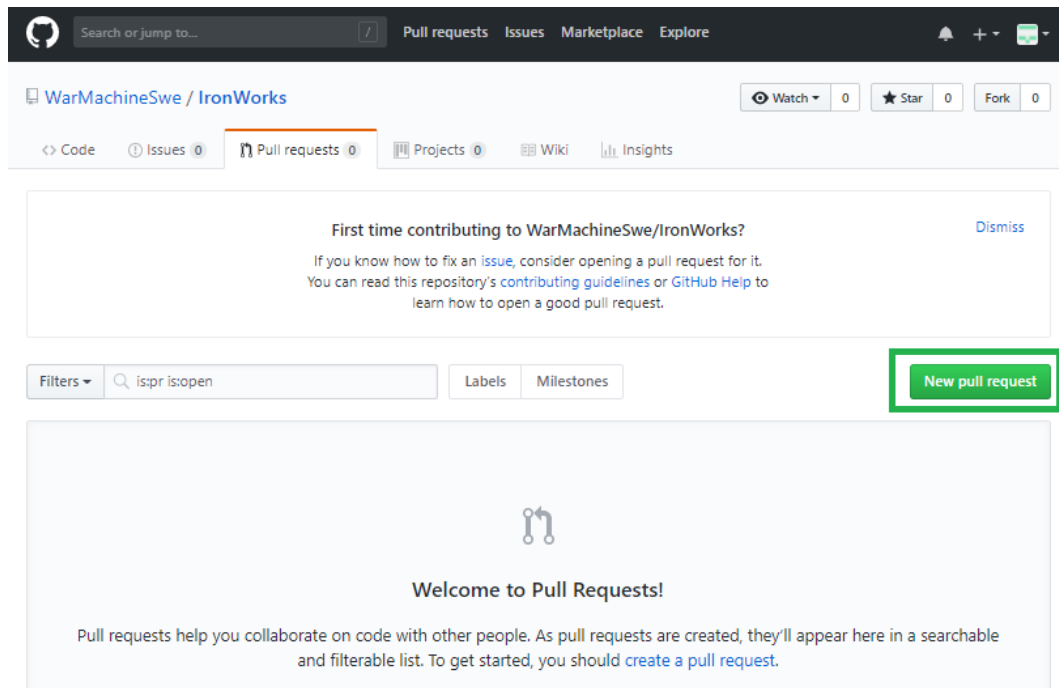 Search or jump to... / Pull requests Issues Marketplace Explore
WarMachineSwe / IronWorks Watch 0 Star 0 Fork 0
Code Issues 0 Pull requests 0 Projects 0 Wiki Insights
First time contributing to WarMachineSwe/IronWorks? Dismiss
If you know how to fix an issue, consider opening a pull request for it.
You can read this repository's contributing guidelines or GitHub Help to
learn how to open a good pull request.
Filters is:pr is:open Labels Milestones New pull request
Welcome to Pull Requests!
Pull requests help you collaborate on code with other people. As pull requests are created, they'll appear here in a searchable
and filterable list. To get started, you should create a pull request.